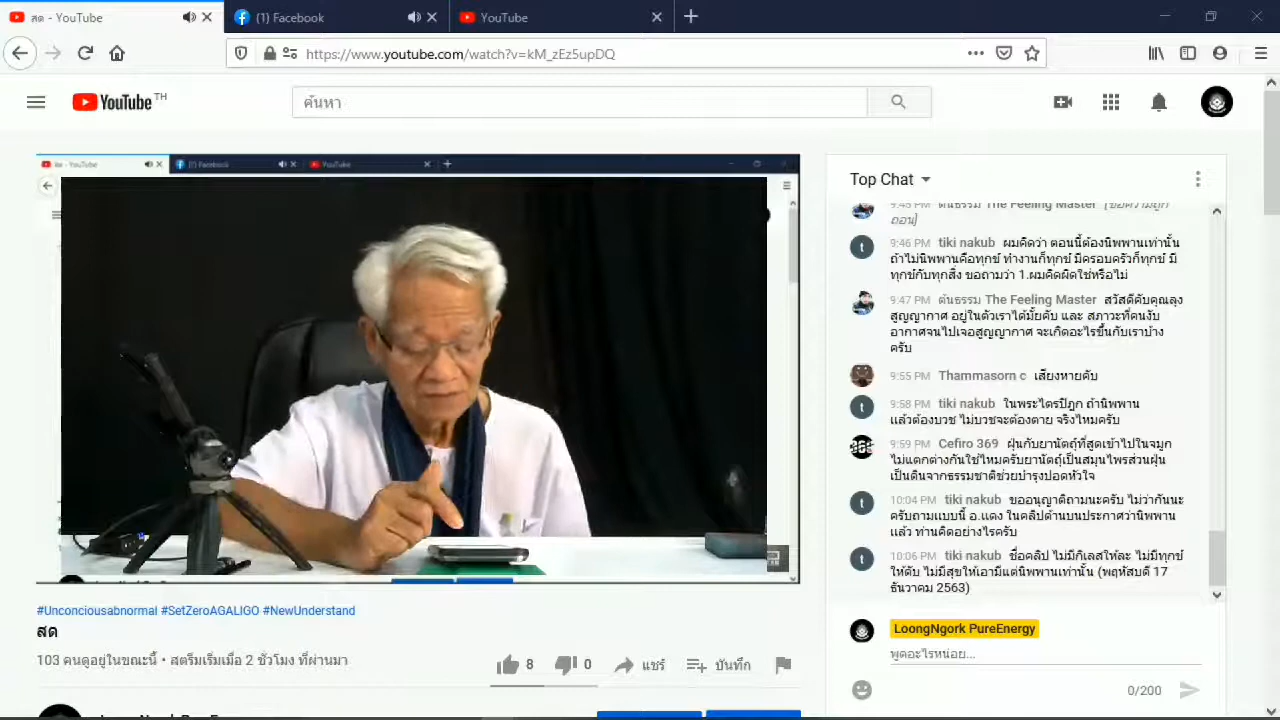 สด - YouTube
(1) Facebook
YouTube
https://www.youtube.com/watch?v=kM_zEz5upDQ
YouTube TH
ค้นหา
(1) Facebook
YouTube
Top Chat
9:45 PM ต้นธรรม The Feeling Master [ข้อความถูก
ถอน]
9:46 PM tiki nakub ผมคิดว่า ตอนนี้ต้องนิพพานเท่านั้น
ถ้าไม่นิพพานคือทุกข์ ทำงานก็ทุกข์ มีครอบครัวก็ทุกข์ มี
ทุกข์กับทุกสิ่ง ขอถามว่า 1.ผมคิดผิดใช่หรือไม่
9:47 PM ต้นธรรม The Feeling Master สวัสดีคับคุณลุง
สูญญากาศ อยู่ในตัวเราได้มั้ยคับ และ สภาวะที่คนงับ
อากาศจนไปเจอสูญญากาศ จะเกิดอะไรขึ้นกับเราบ้าง
ครับ
9:55 PM Thammasorn c เสียงหายคับ
9:58 PM tiki nakub ในพระไตรปิฎก ถ้านิพพาน
แล้วต้องบวช ไม่บวชจะต้องตาย จริงไหมครับ
9:59 PM Cefiro 369 ฝุ่นกับยานัตถุ์ที่สุดเข้าไปในจมูก
ไม่แตกต่างกันใช่ไหมครับยานัตถุ์เป็นสมุนไพรส่วนฝุ่น
เป็นดินจากธรรมชาติช่วยบำรุงปอดหัวใจ
10:04 PM tiki nakub ขออนุญาติถามนะครับ ไม่ว่ากันนะ
ครับถามแบบนี้ อ.แดง ในคลิปด้านบนประกาศว่านิพพาน
แล้ว ท่านคิดอย่างไรครับ
10:06 PM tiki nakub ชื่อคลิป ไม่มีกิเลสให้ละ ไม่มีทุกข์
ให้ดับ ไม่มีสุขให้เอามีแต่นิพพานเท่านั้น (พฤหัสบดี 17
ธันวาคม 2563)
LoongNgork PureEnergy
พูดอะไรหน่อย...
0/200
#Unconciousabnormal #SetZeroAGALIGO #NewUnderstand
สด
103 คนดูอยู่ในขณะนี้ • สตรีมเริ่มเมื่อ 2 ชั่วโมง ที่ผ่านมา
8 0 แชร์ บันทึก